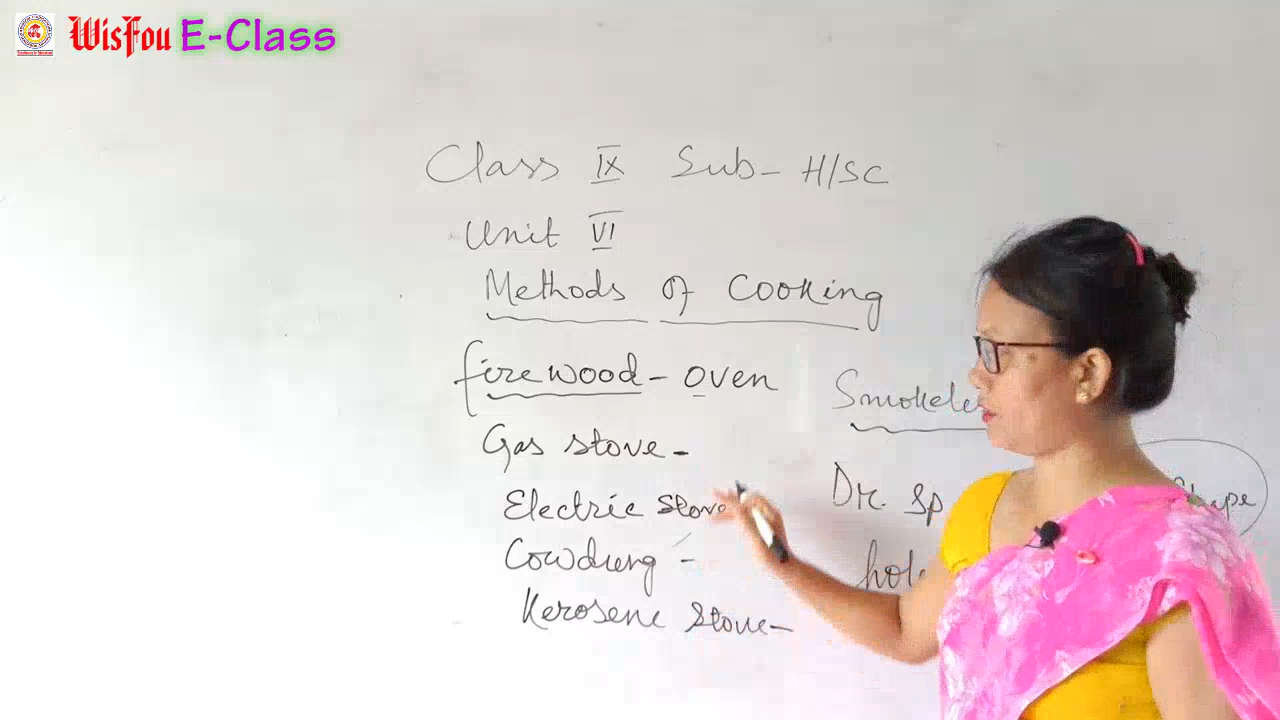 WisFou E-Class
Class IX Sub- H/SC
Unit VI
Methods of Cooking
firewood - Oven
Gas stove -
Electric Stove
Cowdung -
Kerosene Stove -
Dr. Sp